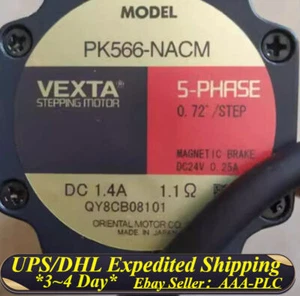 MODEL
PK566-NACM
VEXTA®
STEPPING MOTOR
5-PHASE
0.72°/STEP
MAGNETIC BRAKE
DC24V 0.25A
DC 1.4A 1.1Ω
QY8CB08101
ORIENTAL MOTOR CO.
MADE IN JAPAN
UPS/DHL Expedited Shipping
*3~4 Day* Ebay Seller：AAA-PLC